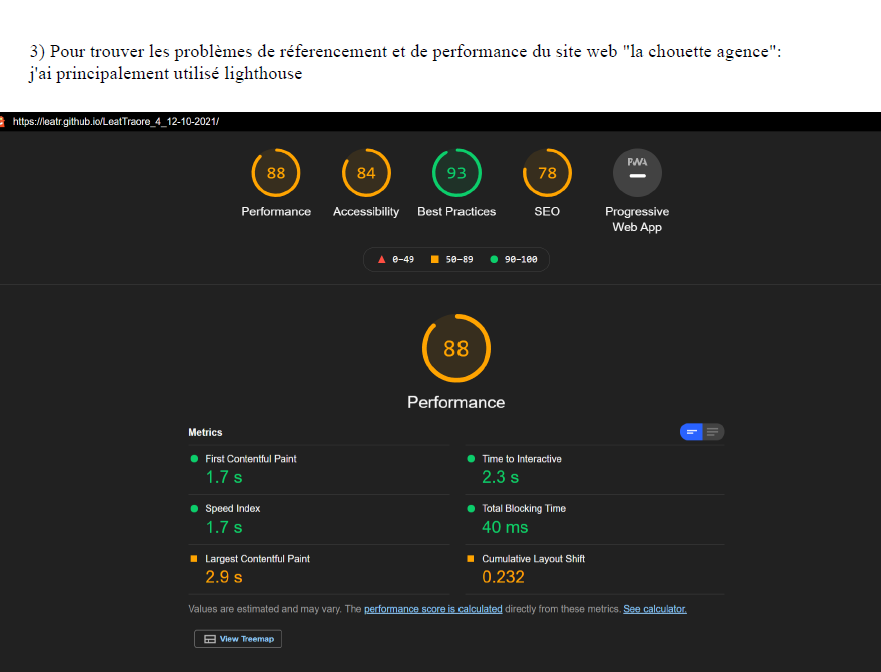 3) Pour trouver les problèmes de réferencement et de performance du site web "la chouette agence":
j'ai principalement utilisé lighthouse
https://leatr.github.io/LeatTraore_4_12-10-2021/
88 84 93 78 PWA
Performance Accessibility Best Practices SEO Progressive
Web App
0-49 50-89 90-100
88
Performance
Metrics
First Contentful Paint
1.7 s
Time to Interactive
2.3 s
Speed Index
1.7 s
Total Blocking Time
40 ms
Largest Contentful Paint
2.9 s
Cumulative Layout Shift
0.232
Values are estimated and may vary. The performance score is calculated directly from these metrics. See calculator.
View Treemap